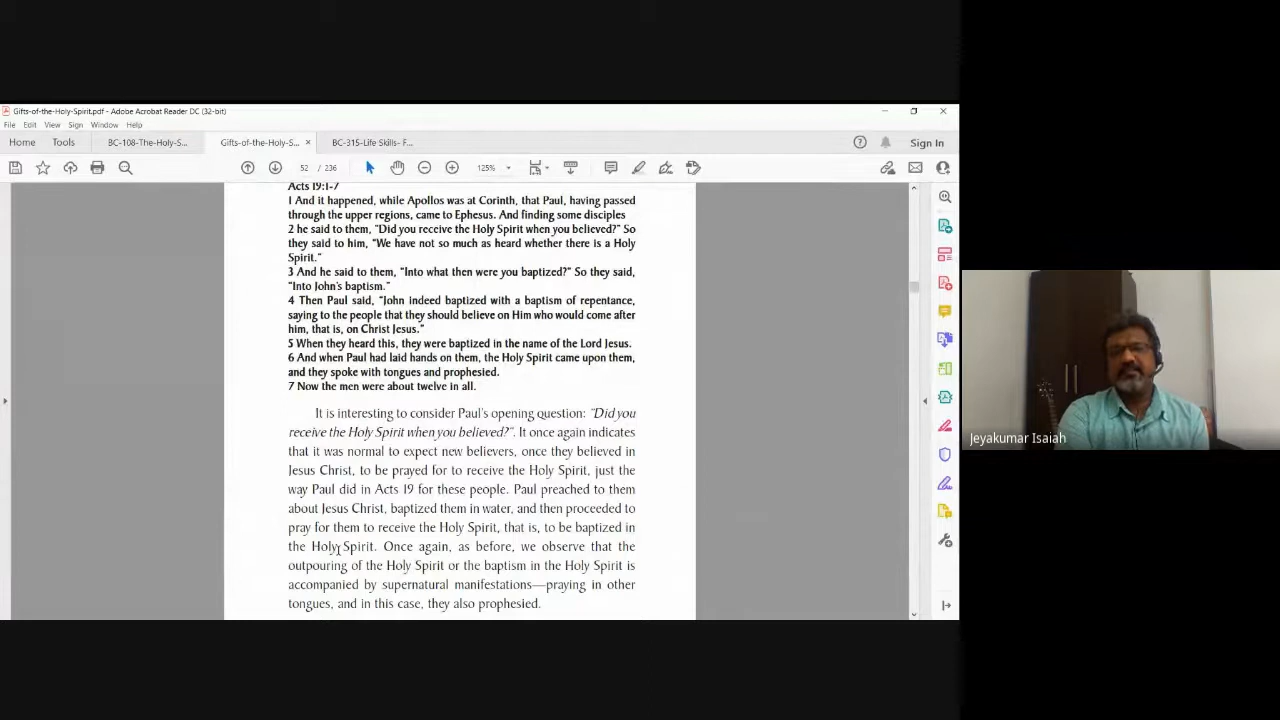 Gifts-of-the-Holy-Spirit.pdf - Adobe Acrobat Reader DC (32-bit)
File Edit View Sign Window Help
Home Tools BC-108-The-Holy-S... Gifts-of-the-Holy-S... × BC-315-Life Skills- F... Sign In
52 / 236 125%
Acts 19:1-7
1 And it happened, while Apollos was at Corinth, that Paul, having passed
through the upper regions, came to Ephesus. And finding some disciples
2 he said to them, "Did you receive the Holy Spirit when you believed?" So
they said to him, "We have not so much as heard whether there is a Holy
Spirit."
3 And he said to them, "Into what then were you baptized?" So they said,
"Into John's baptism."
4 Then Paul said, "John indeed baptized with a baptism of repentance,
saying to the people that they should believe on Him who would come after
him, that is, on Christ Jesus."
5 When they heard this, they were baptized in the name of the Lord Jesus.
6 And when Paul had laid hands on them, the Holy Spirit came upon them,
and they spoke with tongues and prophesied.
7 Now the men were about twelve in all.
It is interesting to consider Paul's opening question: "Did you
receive the Holy Spirit when you believed?". It once again indicates
that it was normal to expect new believers, once they believed in
Jesus Christ, to be prayed for to receive the Holy Spirit, just the
way Paul did in Acts 19 for these people. Paul preached to them
about Jesus Christ, baptized them in water, and then proceeded to
pray for them to receive the Holy Spirit, that is, to be baptized in
the Holy Spirit. Once again, as before, we observe that the
outpouring of the Holy Spirit or the baptism in the Holy Spirit is
accompanied by supernatural manifestations—praying in other
tongues, and in this case, they also prophesied.
Jeyakumar Isaiah